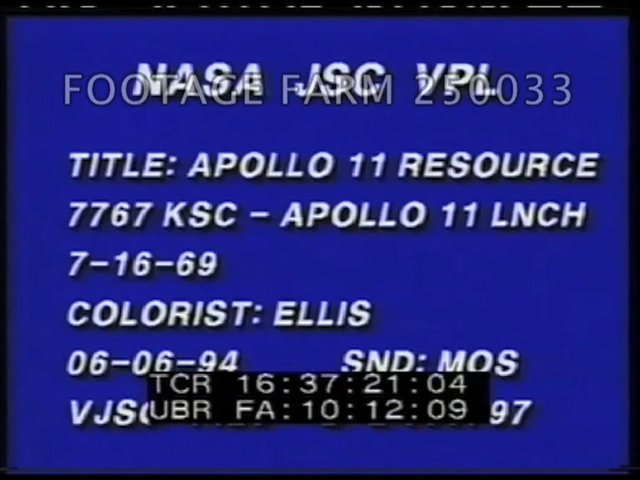 NASA JSC VPL
FOOTAGE FARM 250033
TITLE: APOLLO 11 RESOURCE
7767 KSC - APOLLO 11 LNCH
7-16-69
COLORIST: ELLIS
06-06-94 SND: MOS
TCR 16:37:21:04
UBR FA:10:12:09
VJSC 97